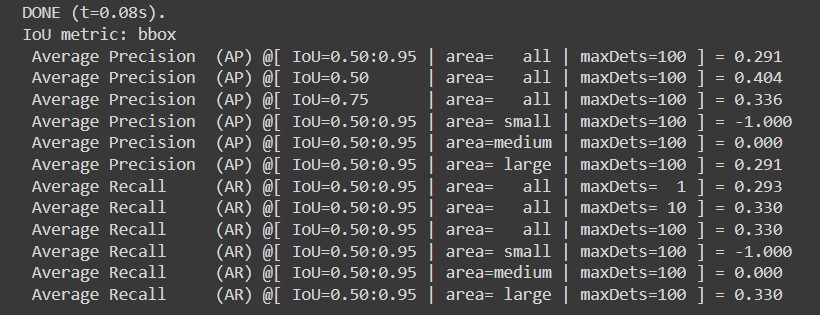 DONE (t=0.08s).
IoU metric: bbox
 Average Precision  (AP) @[ IoU=0.50:0.95 | area=   all | maxDets=100 ] = 0.291
 Average Precision  (AP) @[ IoU=0.50      | area=   all | maxDets=100 ] = 0.404
 Average Precision  (AP) @[ IoU=0.75      | area=   all | maxDets=100 ] = 0.336
 Average Precision  (AP) @[ IoU=0.50:0.95 | area= small | maxDets=100 ] = -1.000
 Average Precision  (AP) @[ IoU=0.50:0.95 | area=medium | maxDets=100 ] = 0.000
 Average Precision  (AP) @[ IoU=0.50:0.95 | area= large | maxDets=100 ] = 0.291
 Average Recall     (AR) @[ IoU=0.50:0.95 | area=   all | maxDets=  1 ] = 0.293
 Average Recall     (AR) @[ IoU=0.50:0.95 | area=   all | maxDets= 10 ] = 0.330
 Average Recall     (AR) @[ IoU=0.50:0.95 | area=   all | maxDets=100 ] = 0.330
 Average Recall     (AR) @[ IoU=0.50:0.95 | area= small | maxDets=100 ] = -1.000
 Average Recall     (AR) @[ IoU=0.50:0.95 | area=medium | maxDets=100 ] = 0.000
 Average Recall     (AR) @[ IoU=0.50:0.95 | area= large | maxDets=100 ] = 0.330